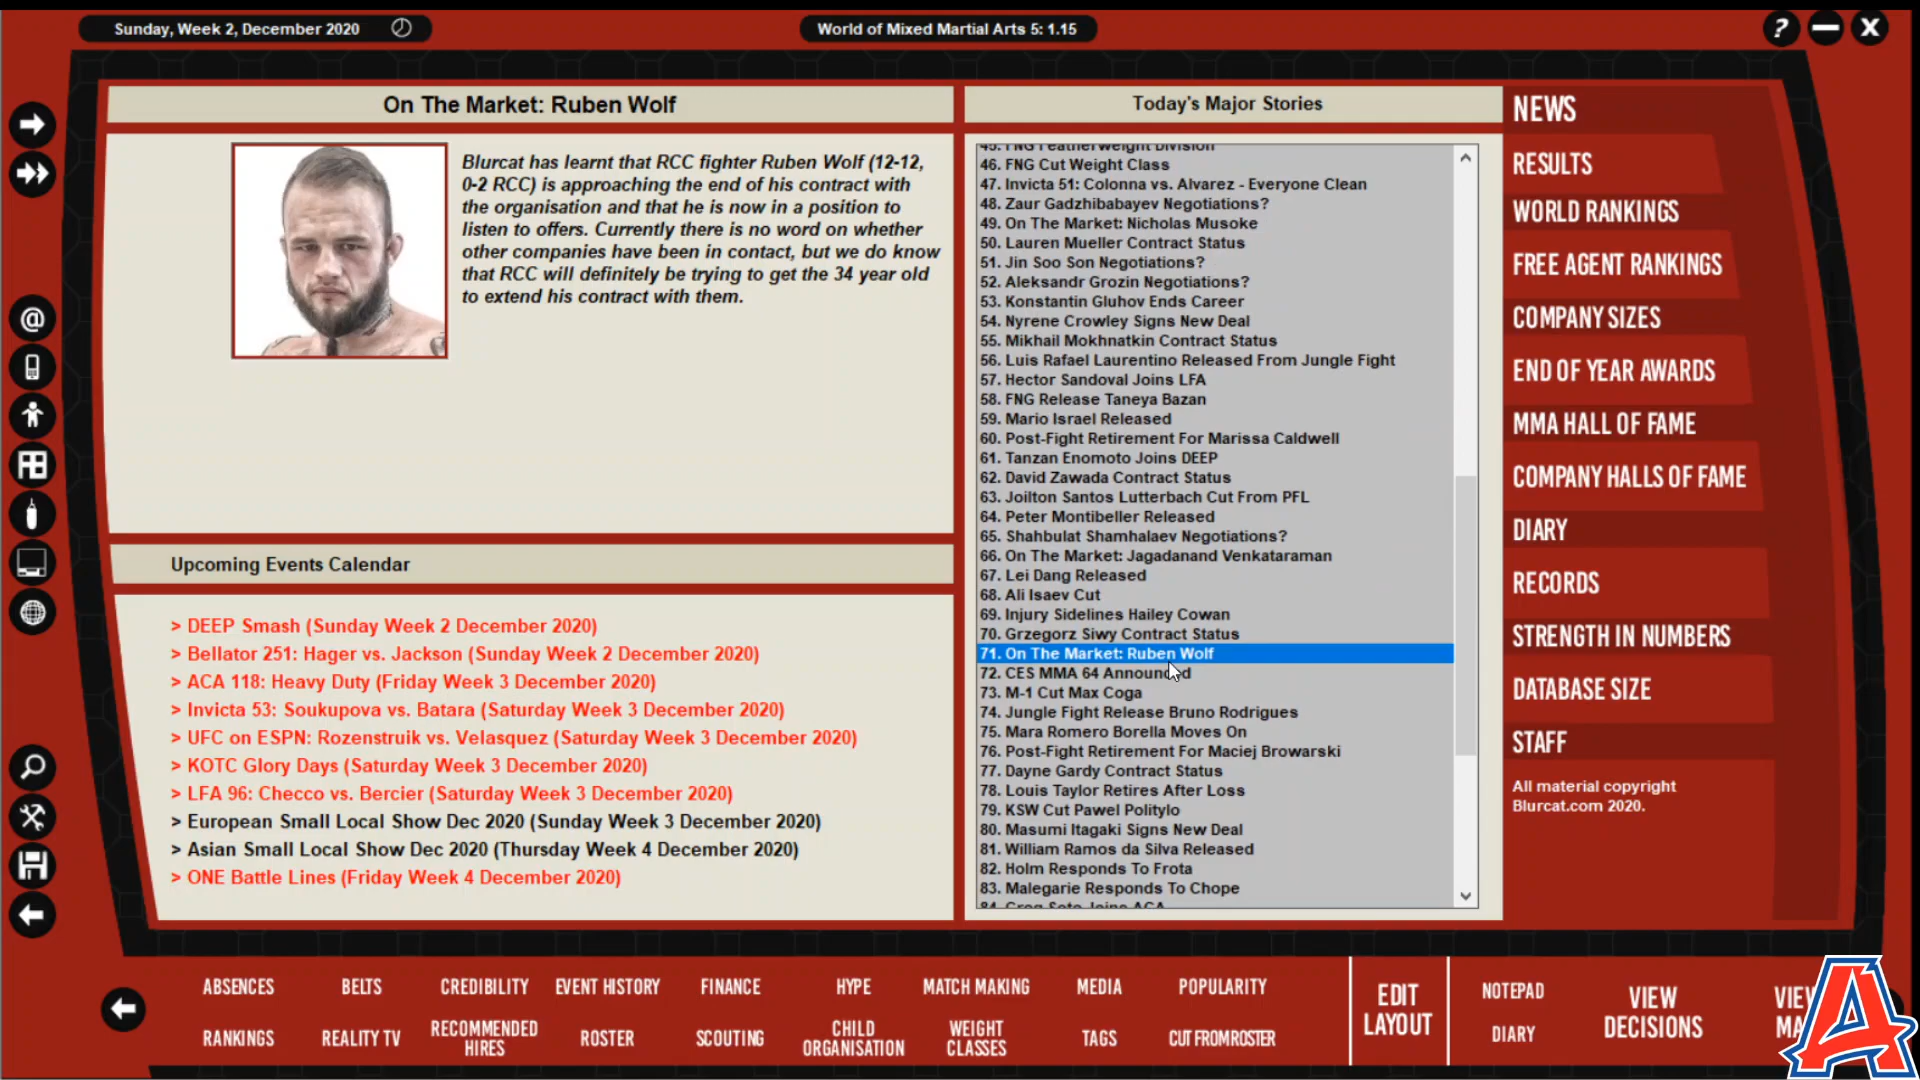 Sunday, Week 2, December 2020
World of Mixed Martial Arts 5: 1.15
?
X
On The Market: Ruben Wolf
Blurcat has learnt that RCC fighter Ruben Wolf (12-12,
0-2 RCC) is approaching the end of his contract with
the organisation and that he is now in a position to
listen to offers. Currently there is no word on whether
other companies have been in contact, but we do know
that RCC will definitely be trying to get the 34 year old
to extend his contract with them.
Upcoming Events Calendar
> DEEP Smash (Sunday Week 2 December 2020)
> Bellator 251: Hager vs. Jackson (Sunday Week 2 December 2020)
> ACA 118: Heavy Duty (Friday Week 3 December 2020)
> Invicta 53: Soukupova vs. Batara (Saturday Week 3 December 2020)
> UFC on ESPN: Rozenstruik vs. Velasquez (Saturday Week 3 December 2020)
> KOTC Glory Days (Saturday Week 3 December 2020)
> LFA 96: Checco vs. Bercier (Saturday Week 3 December 2020)
> European Small Local Show Dec 2020 (Sunday Week 3 December 2020)
> Asian Small Local Show Dec 2020 (Thursday Week 4 December 2020)
> ONE Battle Lines (Friday Week 4 December 2020)
Today's Major Stories
45. FNG Featherweight Division
46. FNG Cut Weight Class
47. Invicta 51: Colonna vs. Alvarez - Everyone Clean
48. Zaur Gadzhibabayev Negotiations?
49. On The Market: Nicholas Musoke
50. Lauren Mueller Contract Status
51. Jin Soo Son Negotiations?
52. Aleksandr Grozin Negotiations?
53. Konstantin Gluhov Ends Career
54. Nyrene Crowley Signs New Deal
55. Mikhail Mokhnatkin Contract Status
56. Luis Rafael Laurentino Released From Jungle Fight
57. Hector Sandoval Joins LFA
58. FNG Release Taneya Bazan
59. Mario Israel Released
60. Post-Fight Retirement For Marissa Caldwell
61. Tanzan Enomoto Joins DEEP
62. David Zawada Contract Status
63. Joilton Santos Lutterbach Cut From PFL
64. Peter Montibeller Released
65. Shahbulat Shamhalaev Negotiations?
66. On The Market: Jagadanand Venkataraman
67. Lei Dang Released
68. Ali Isaev Cut
69. Injury Sidelines Hailey Cowan
70. Grzegorz Siwy Contract Status
71. On The Market: Ruben Wolf
72. CES MMA 64 Announced
73. M-1 Cut Max Coga
74. Jungle Fight Release Bruno Rodrigues
75. Mara Romero Borella Moves On
76. Post-Fight Retirement For Maciej Browarski
77. Dayne Gardy Contract Status
78. Louis Taylor Retires After Loss
79. KSW Cut Pawel Politylo
80. Masumi Itagaki Signs New Deal
81. William Ramos da Silva Released
82. Holm Responds To Frota
83. Malegarie Responds To Chope
84. Greg Soto Joins ACA
NEWS
RESULTS
WORLD RANKINGS
FREE AGENT RANKINGS
COMPANY SIZES
END OF YEAR AWARDS
MMA HALL OF FAME
COMPANY HALLS OF FAME
DIARY
RECORDS
STRENGTH IN NUMBERS
DATABASE SIZE
STAFF
All material copyright
Blurcat.com 2020.
ABSENCES
BELTS
CREDIBILITY
EVENT HISTORY
FINANCE
HYPE
MATCH MAKING
MEDIA
POPULARITY
RANKINGS
REALITY TV
RECOMMENDED
HIRES
ROSTER
SCOUTING
CHILD
ORGANISATION
WEIGHT
CLASSES
TAGS
CUT FROM ROSTER
EDIT
LAYOUT
NOTEPAD
DIARY
VIEW
DECISIONS
A